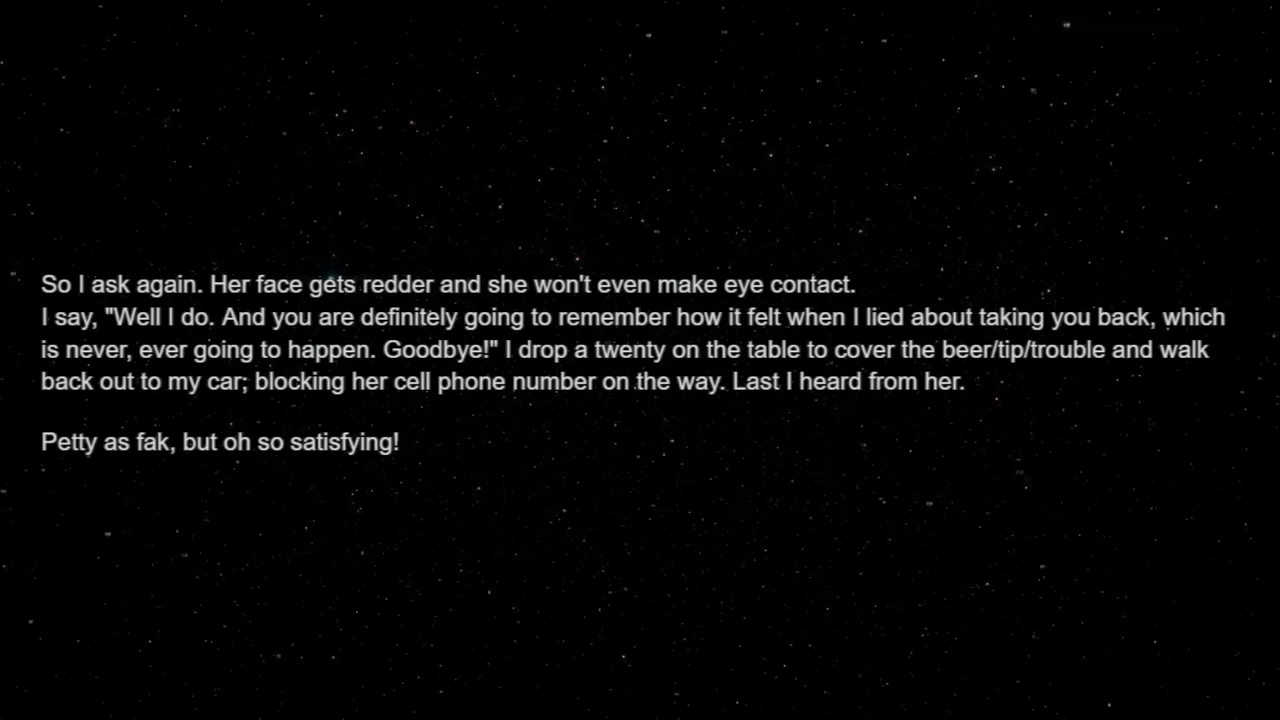 So I ask again. Her face gets redder and she won't even make eye contact.
I say, "Well I do. And you are definitely going to remember how it felt when I lied about taking you back, which
is never, ever going to happen. Goodbye!" I drop a twenty on the table to cover the beer/tip/trouble and walk
back out to my car; blocking her cell phone number on the way. Last I heard from her.
Petty as fak, but oh so satisfying!